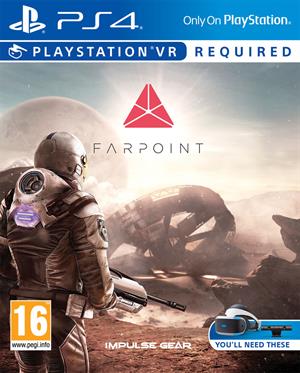 PS4
Only On PlayStation®
PLAYSTATION®VR REQUIRED
FARPOINT
16
www.pegi.info
IMPULSE GEAR
YOU'LL NEED THESE